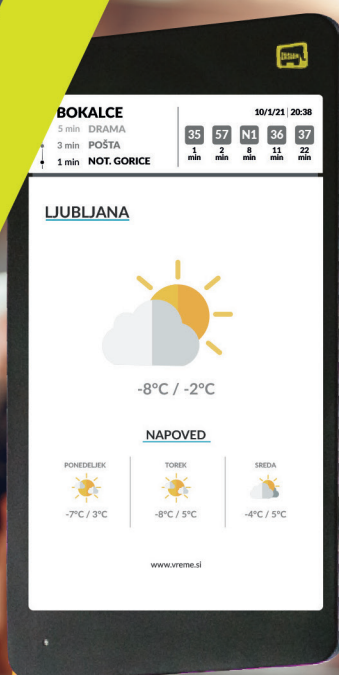 BOKALCE
5 min DRAMA
3 min POŠTA
1 min NOT. GORICE
10/1/21 | 20:38
35 57 N1 36 37
1 2 8 11 22
min min min min min
LJUBLJANA
-8°C / -2°C
NAPOVED
PONEDELJEK TOREK SREDA
-7°C / 3°C -8°C / 5°C -4°C / 5°C
www.vreme.si